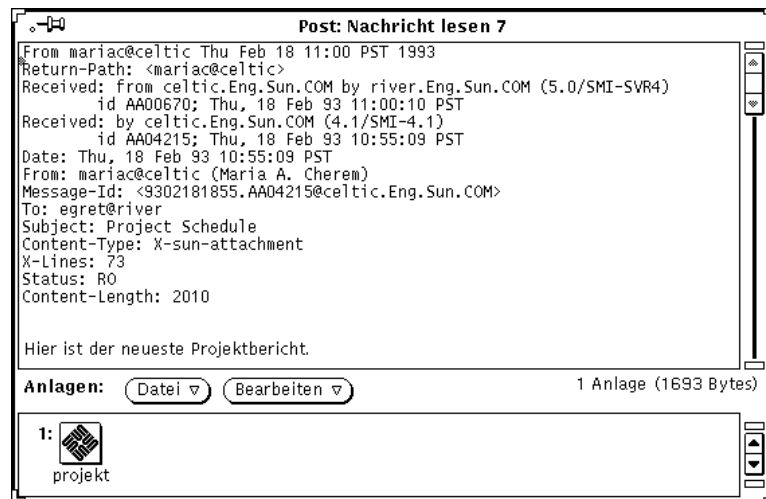 Post: Nachricht lesen 7
From mariac@celtic Thu Feb 18 11:00 PST 1993
Return-Path: <mariac@celtic>
Received: from celtic.Eng.Sun.COM by river.Eng.Sun.COM (5.0/SMI-SVR4)
        id AA00670; Thu, 18 Feb 93 11:00:10 PST
Received: by celtic.Eng.Sun.COM (4.1/SMI-4.1)
        id AA04215; Thu, 18 Feb 93 10:55:09 PST
Date: Thu, 18 Feb 93 10:55:09 PST
From: mariac@celtic (Maria A. Cherem)
Message-Id: <9302181855.AA04215@celtic.Eng.Sun.COM>
To: egret@river
Subject: Project Schedule
Content-Type: X-sun-attachment
X-Lines: 73
Status: RO
Content-Length: 2010
Hier ist der neueste Projektbericht.
Anlagen: Datei Bearbeiten 1 Anlage (1693 Bytes)
1:
projekt